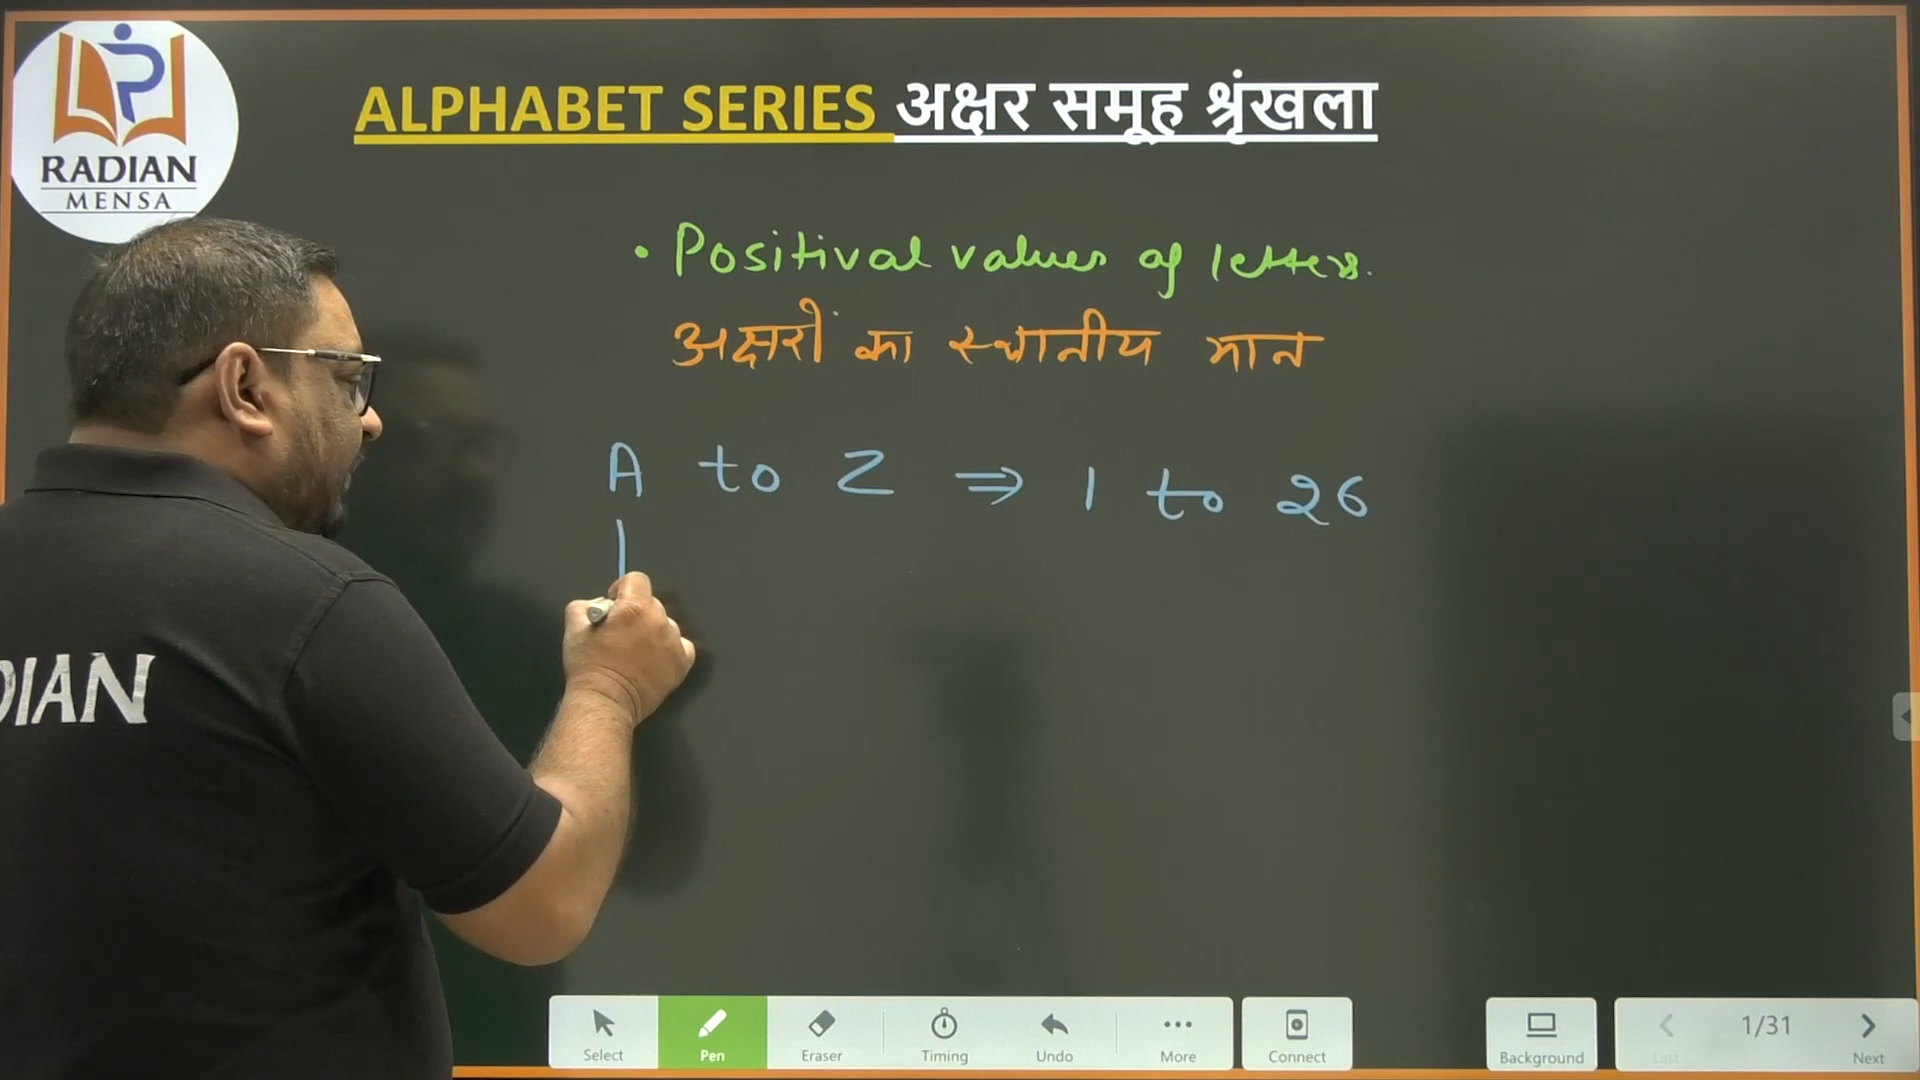 RADIAN
MENSA
ALPHABET SERIES अक्षर समूह श्रृंखला
• Positival values of letters.
अक्षरों का स्थानीय मान
A to Z ⇒ 1 to 26
DIAN
Select
Pen
Eraser
Timing
Undo
More
Connect
Background
Last
1/31
Next